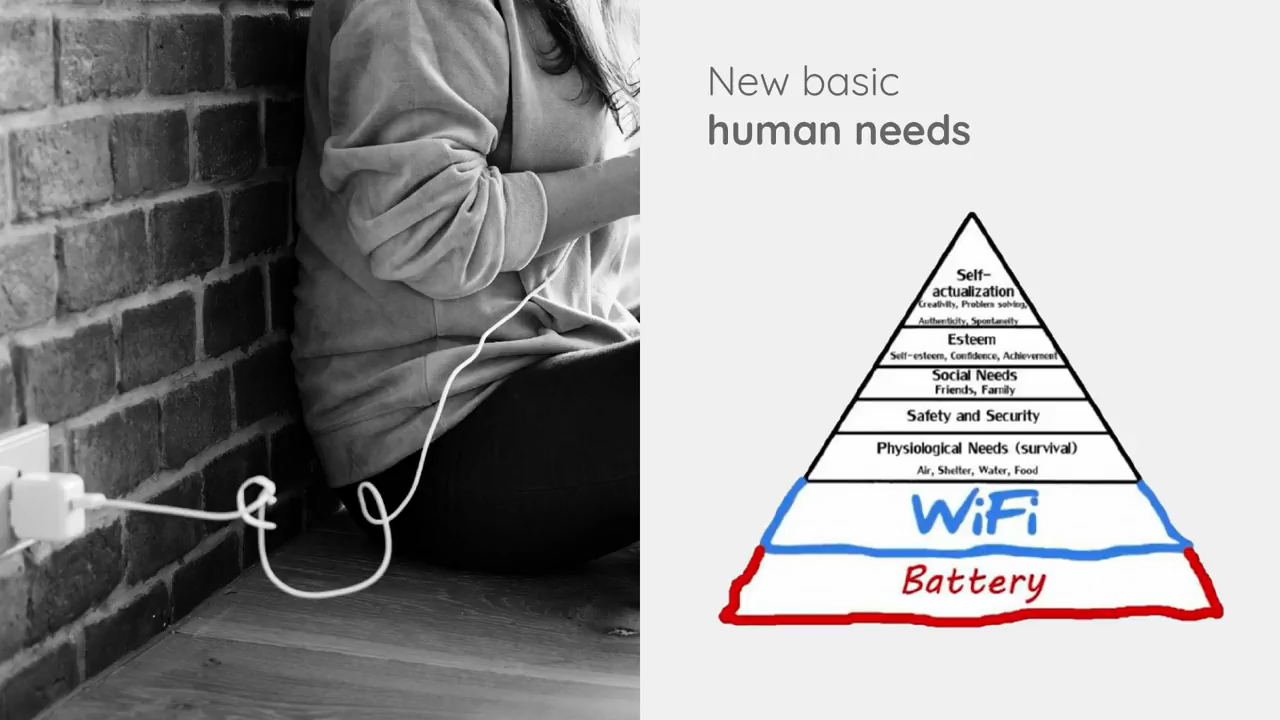 New basic
human needs
Self-
actualization
Creativity, Problem solving,
Authenticity, Spontaneity
Esteem
Self-esteem, Confidence, Achievement
Social Needs
Friends, Family
Safety and Security
Physiological Needs (survival)
Air, Shelter, Water, Food
WiFi
Battery